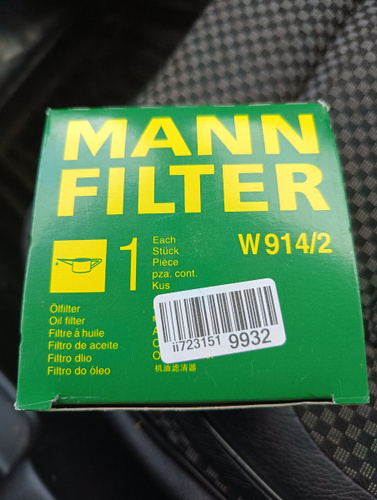 MANN
FILTER
1
Each
Stück
Pièce
pza. cont.
Kus
W 914/2
Ölfilter
Oil filter
Filtre à huile
Filtro de aceite
Filtro dlio
Filtro do óleo
ii723151 9932
机油滤清器